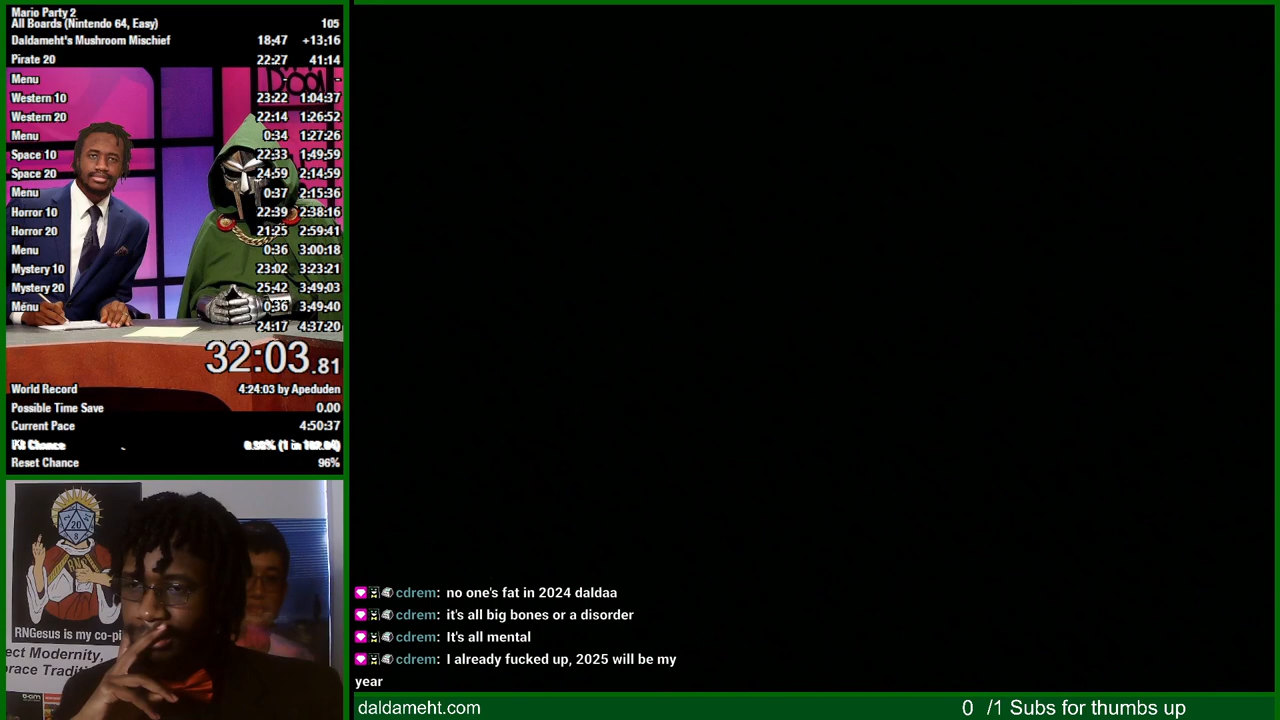 Mario Party 2
All Boards (Nintendo 64, Easy) 105
Daldameht's Mushroom Mischief 18:47 +13:16
Pirate 20 22:27 41:14
Menu - -
Western 10 23:22 1:04:37
Western 20 22:14 1:26:52
Menu 0:34 1:27:26
Space 10 22:33 1:49:59
Space 20 24:59 2:14:59
Menu 0:37 2:15:36
Horror 10 22:39 2:38:16
Horror 20 21:25 2:59:41
Menu 0:36 3:00:18
Mystery 10 23:02 3:23:21
Mystery 20 25:42 3:49:03
Menu 0:36 3:49:40
24:17 4:37:20
32:03.81
World Record 4:24:03 by Apeduden
Possible Time Save 0.00
Current Pace 4:50:37
Chance
Reset Chance 96%
DOOM
20
8
RNGesus is my co-pi
ect Modernity,
brace Traditi
cdrem: no one's fat in 2024 daldaa
cdrem: it's all big bones or a disorder
cdrem: It's all mental
cdrem: I already fucked up, 2025 will be my
year
daldameht.com 0 /1 Subs for thumbs up